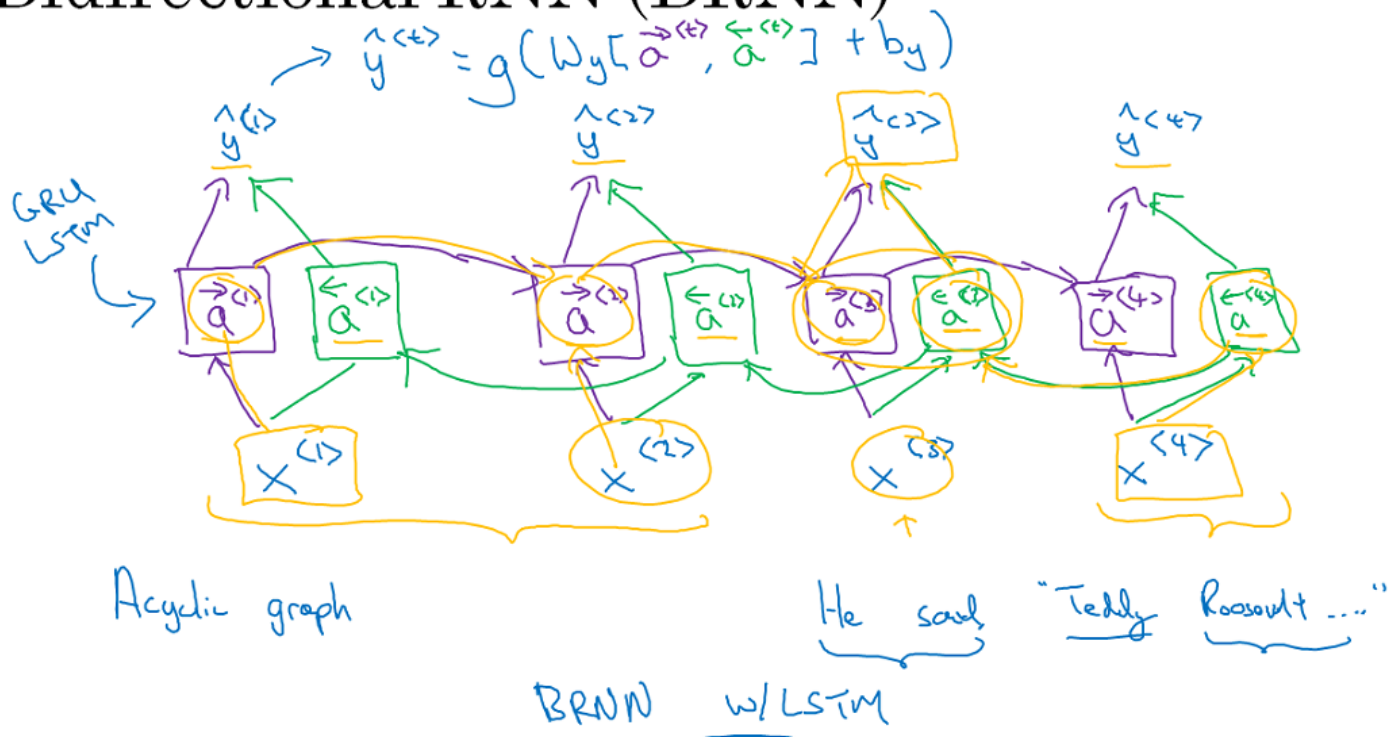 Bidirectional RNN (BRNN)
ŷ<t> = g(Wy[a→<t>, a←<t>] + by)
ŷ<1> ŷ<2> ŷ<3> ŷ<4>
GRU
LSTM
a→<1> a←<1> a→<2> a←<2> a→<3> a←<3> a→<4> a←<4>
x<1> x<2> x<3> x<4>
Acyclic graph
He said, "Teddy Roosevelt ...."
BRNN w/LSTM